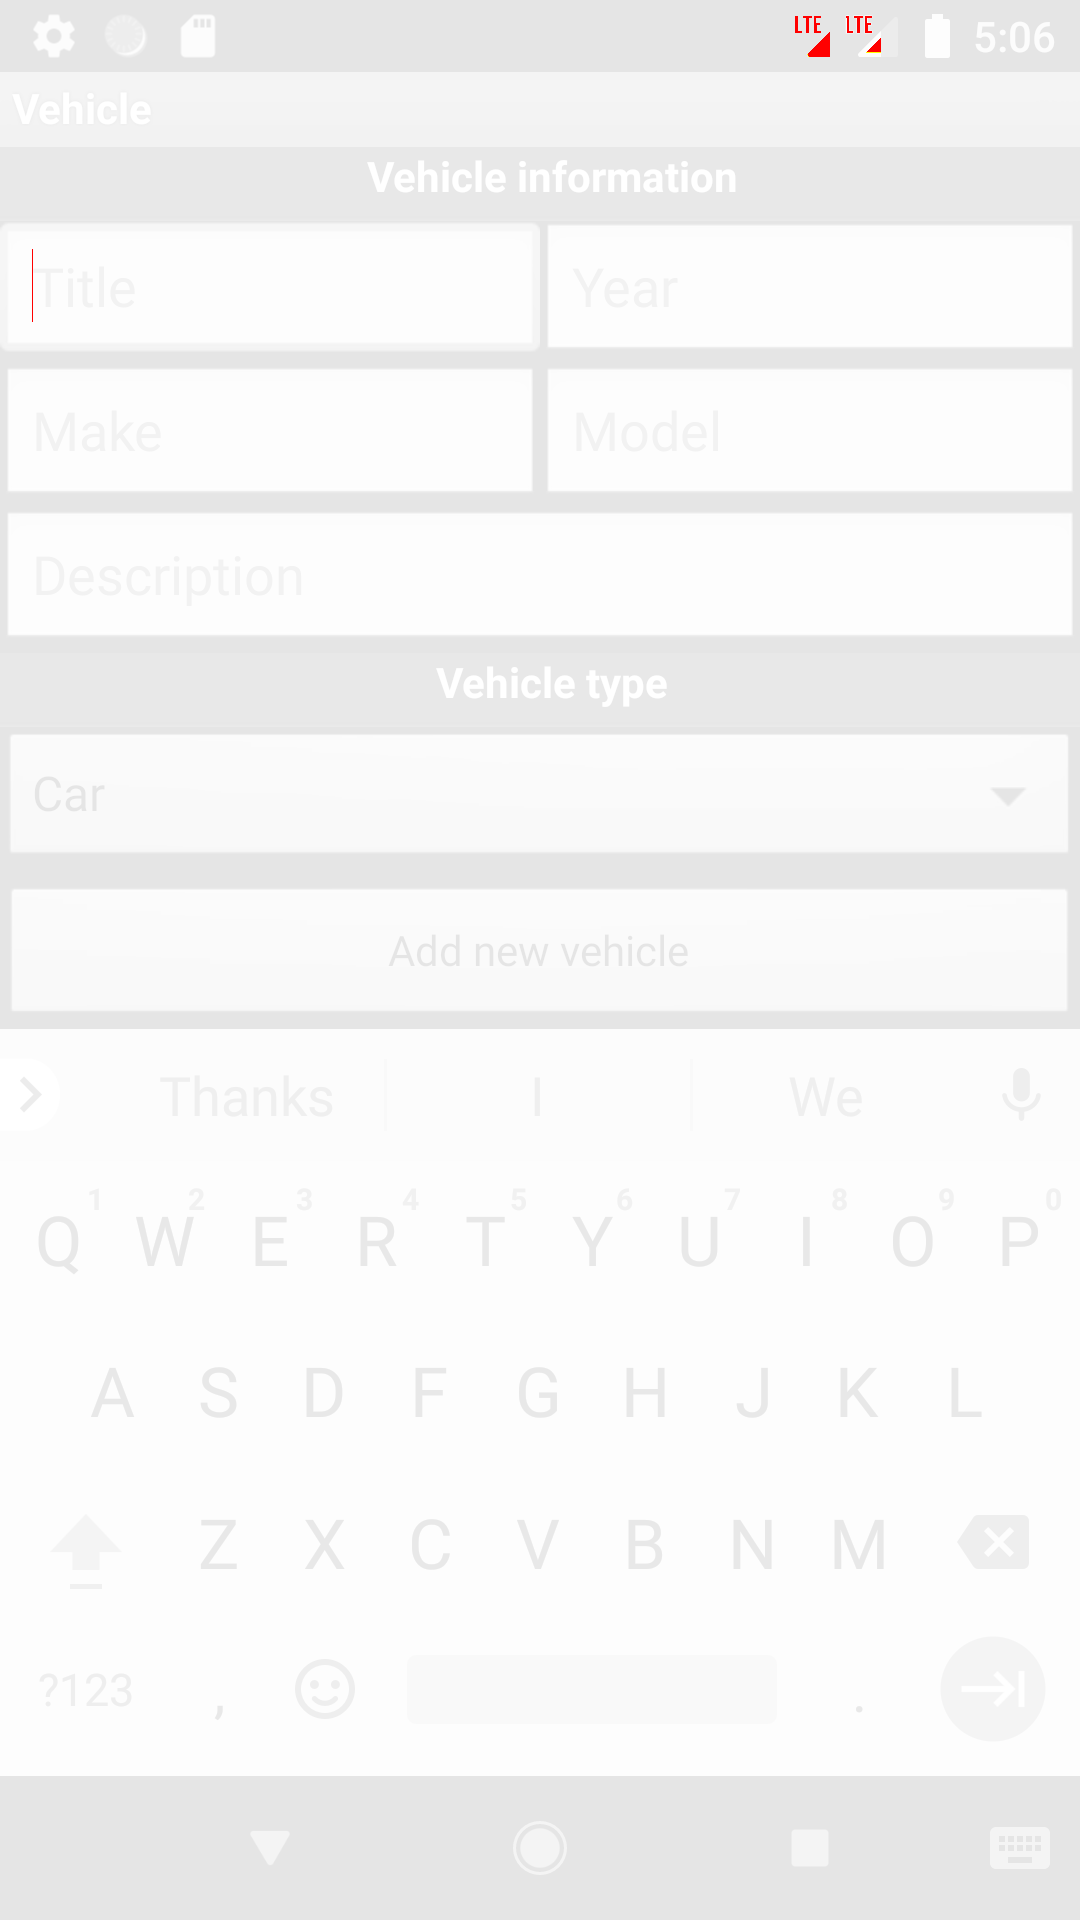 LTE LTE 5:06
Vehicle
Vehicle information
Title Year
Make Model
Description
Vehicle type
Car
Add new vehicle
Thanks I We
1 2 3 4 5 6 7 8 9 0
Q W E R T Y U I O P
A S D F G H J K L
Z X C V B N M
?123 , .